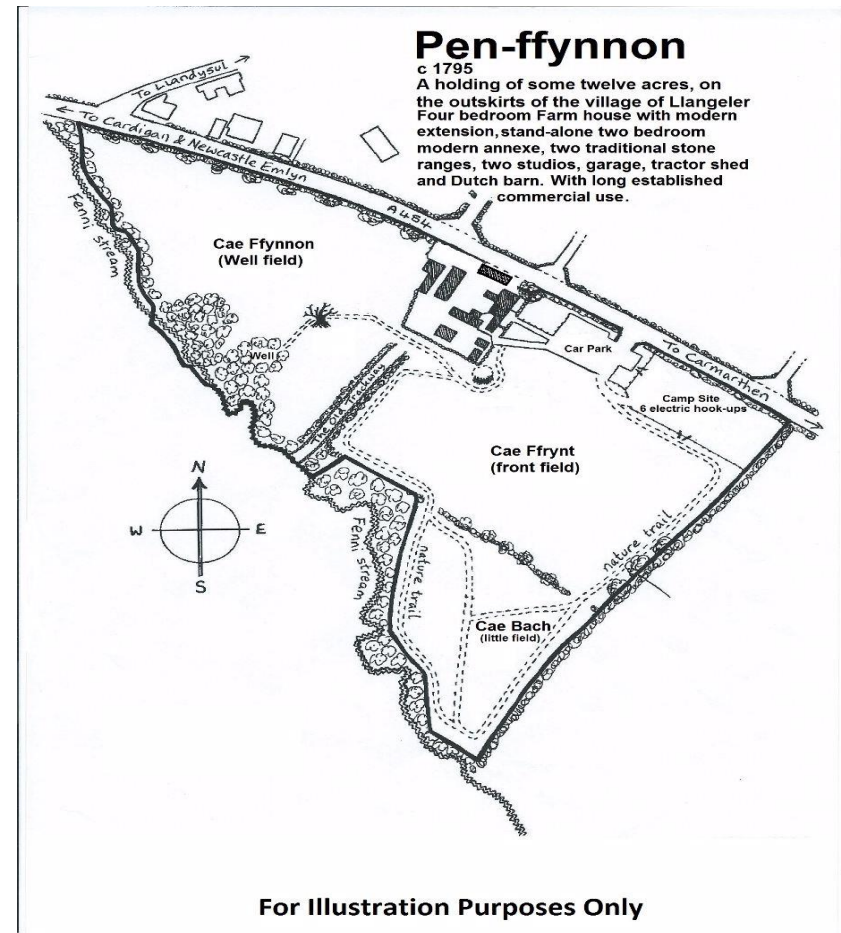 Pen-ffynnon
c 1795
A holding of some twelve acres, on
the outskirts of the village of Llangeler
Four bedroom Farm house with modern
extension, stand-alone two bedroom
modern annexe, two traditional stone
ranges, two studios, garage, tractor shed
and Dutch barn. With long established
commercial use.
To Llandysul
To Cardigan & Newcastle Emlyn
A484
Fenni stream
Cae Ffynnon
(Well field)
Well
The Old Trackway
Car Park
To Carmarthen
Camp Site
6 electric hook-ups
Cae Ffrynt
(front field)
N
W
E
S
Fenni stream
nature trail
nature trail
Cae Bach
(little field)
For Illustration Purposes Only